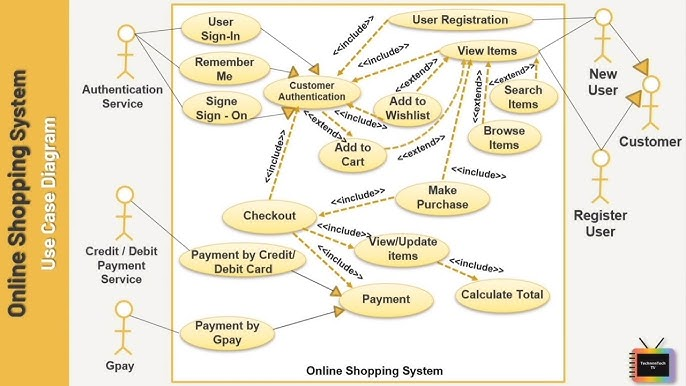 Online Shopping System
Use Case Diagram
User
Sign-In
Remember
Me
Signe
Sign - On
Authentication
Service
Customer
Authentication
User Registration
View Items
<<include>>
<<include>>
<<extend>>
<<extend>>
<<extend>>
Search
Items
Add to
Wishlist
<<include>>
<<extend>>
Browse
Items
Add to
Cart
<<extend>>
New
User
Customer
Register
User
<<include>>
<<include>>
Make
Purchase
<<include>>
Checkout
<<include>>
<<include>>
View/Update
items
<<include>>
Calculate Total
Credit / Debit
Payment
Service
Payment by Credit/
Debit Card
Payment
Payment by
Gpay
Gpay
Online Shopping System
TechnonTech
TV